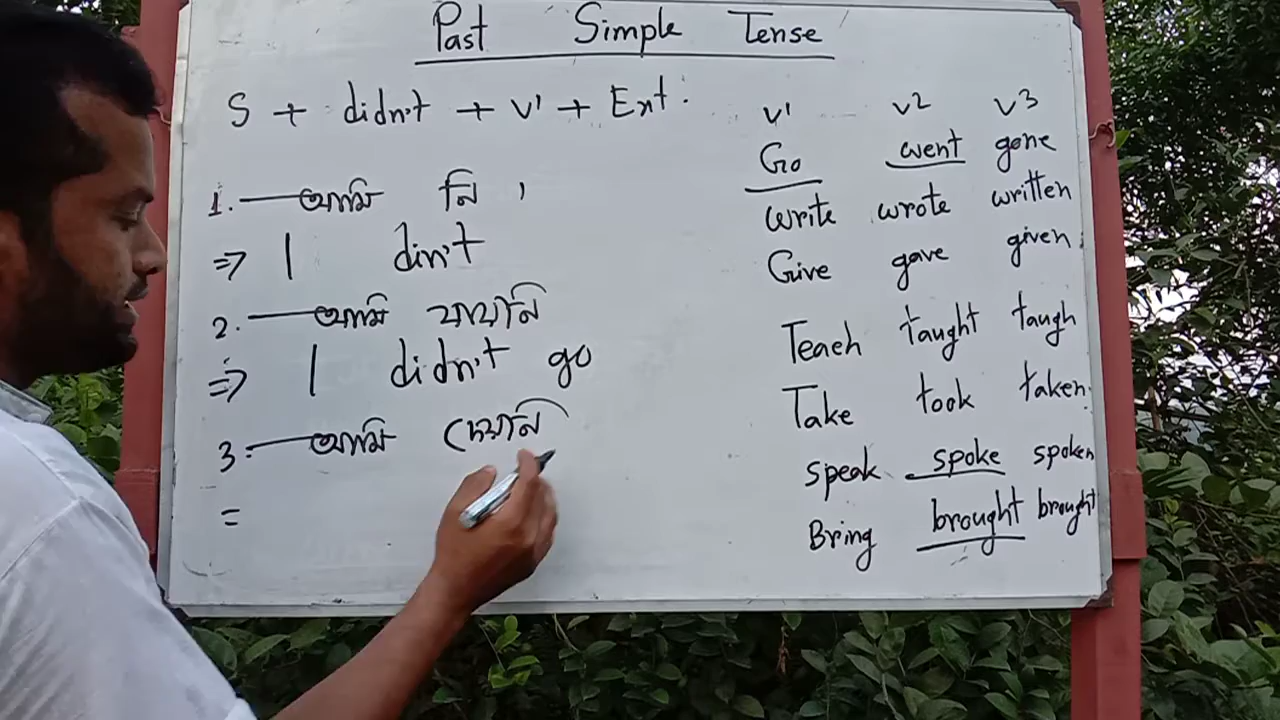 Past Simple Tense
S + didn't + V¹ + Ext.
1. আমি নি ,
⇒ I din't
2. আমি যায়নি
⇒ I didn't go
3. আমি দেয়নি
=
V¹ V² V³
Go went gone
write wrote written
Give gave given
Teach taught taugh
Take took taken.
speak spoke spoken
Bring brought brought